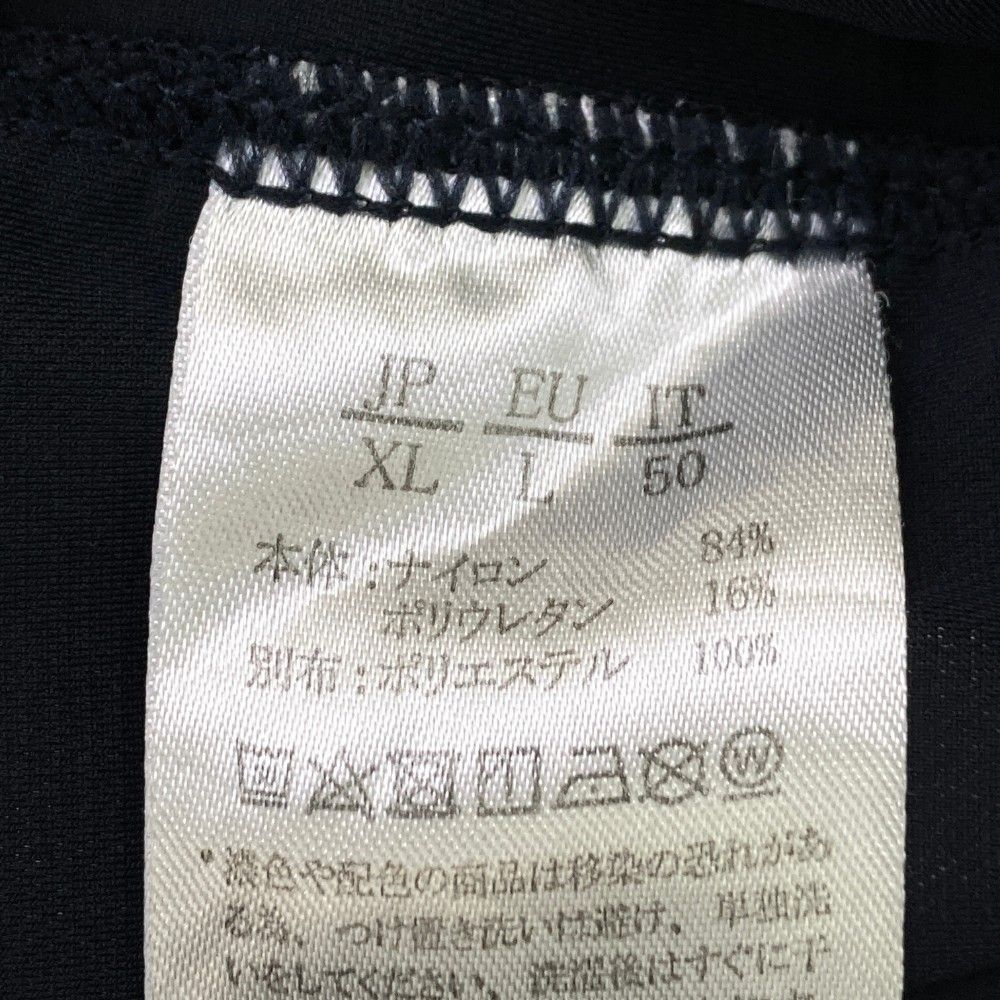 JP EU IT
XL L 50
本体：ナイロン 84%
ポリウレタン 16%
別布：ポリエステル 100%
・濃色や配色の商品は移染の恐れがあ
る為、つけ置き洗いは避け、単独洗
いをしてください。洗濯後はすぐに干